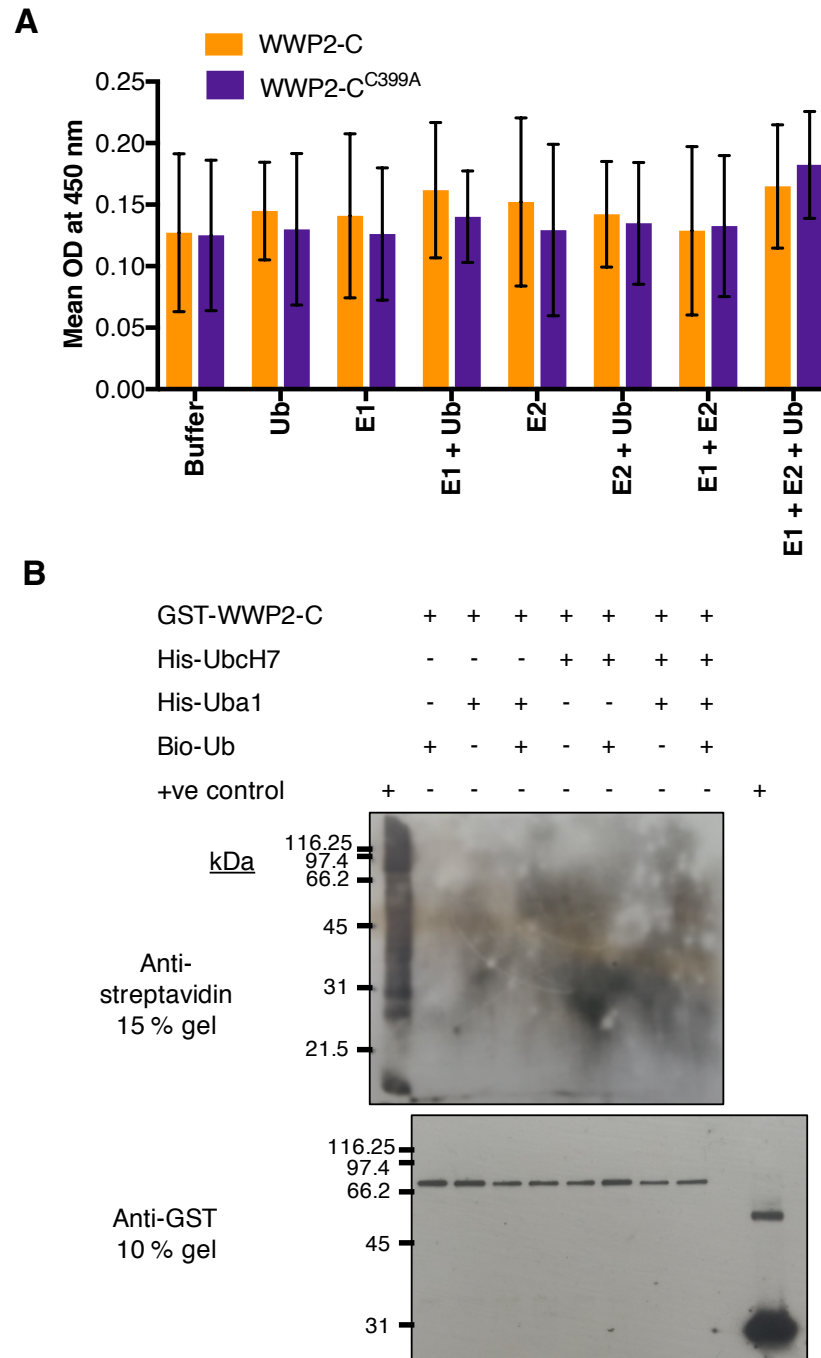 A
WWP2-C
WWP2-C^C399A
Mean OD at 450 nm
0.25
0.20
0.15
0.10
0.05
0.00
Buffer
Ub
E1
E1 + Ub
E2
E2 + Ub
E1 + E2
E1 + E2 + Ub
B
GST-WWP2-C + + + + + + +
His-UbcH7 - - - + + + +
His-Uba1 - + + - - + +
Bio-Ub + - + - + - +
+ve control + - - - - - - - +
kDa
116.25
97.4
66.2
45
31
21.5
Anti-
streptavidin
15 % gel
116.25
97.4
66.2
45
31
Anti-GST
10 % gel